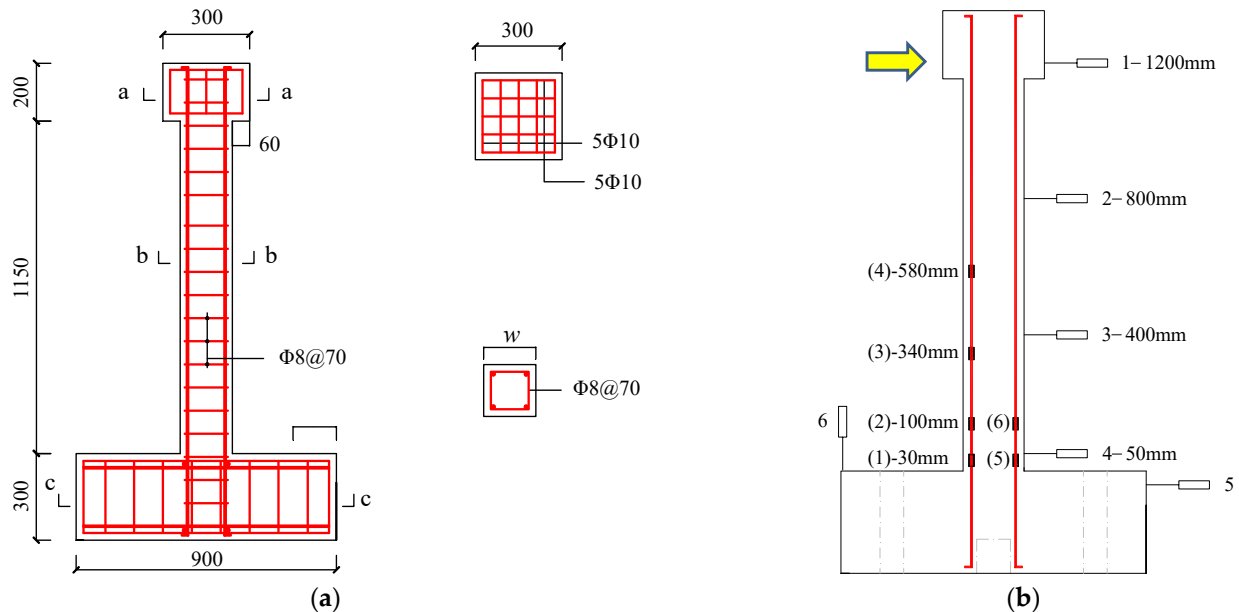 300
200
a a
60
1150
b b
Φ8@70
300
c c
900
(a)
300
5Φ10
5Φ10
w
Φ8@70
1−1200mm
2−800mm
(4)-580mm
(3)-340mm
3−400mm
6
(2)-100mm (6)
(1)-30mm (5)
4−50mm
5
(b)